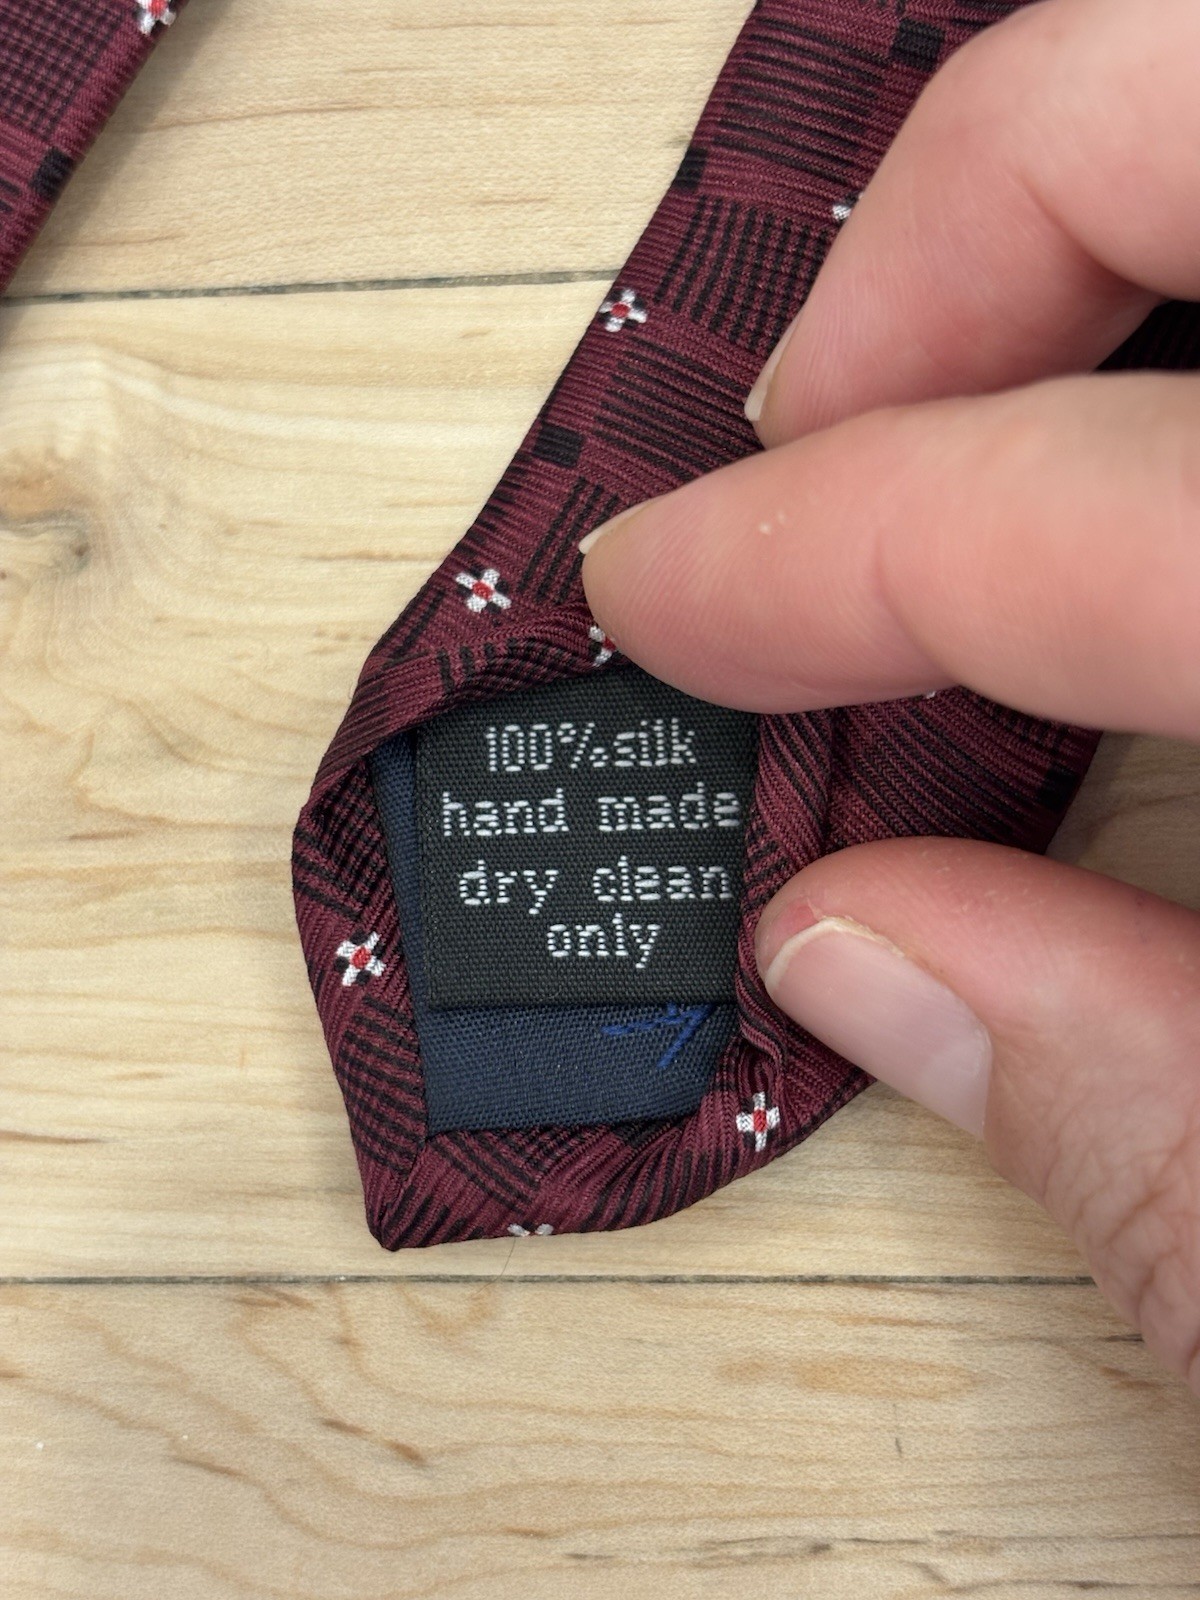 100% silk
hand made
dry clean
only